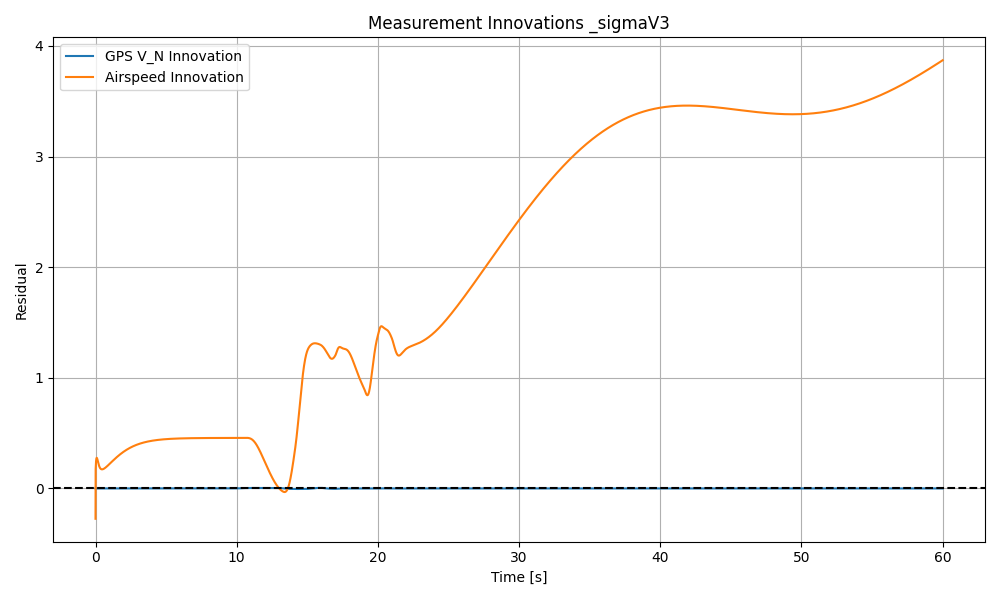 Measurement Innovations _sigmaV3
GPS V_N Innovation
Airspeed Innovation
4
3
2
1
0
Residual
0 10 20 30 40 50 60
Time [s]